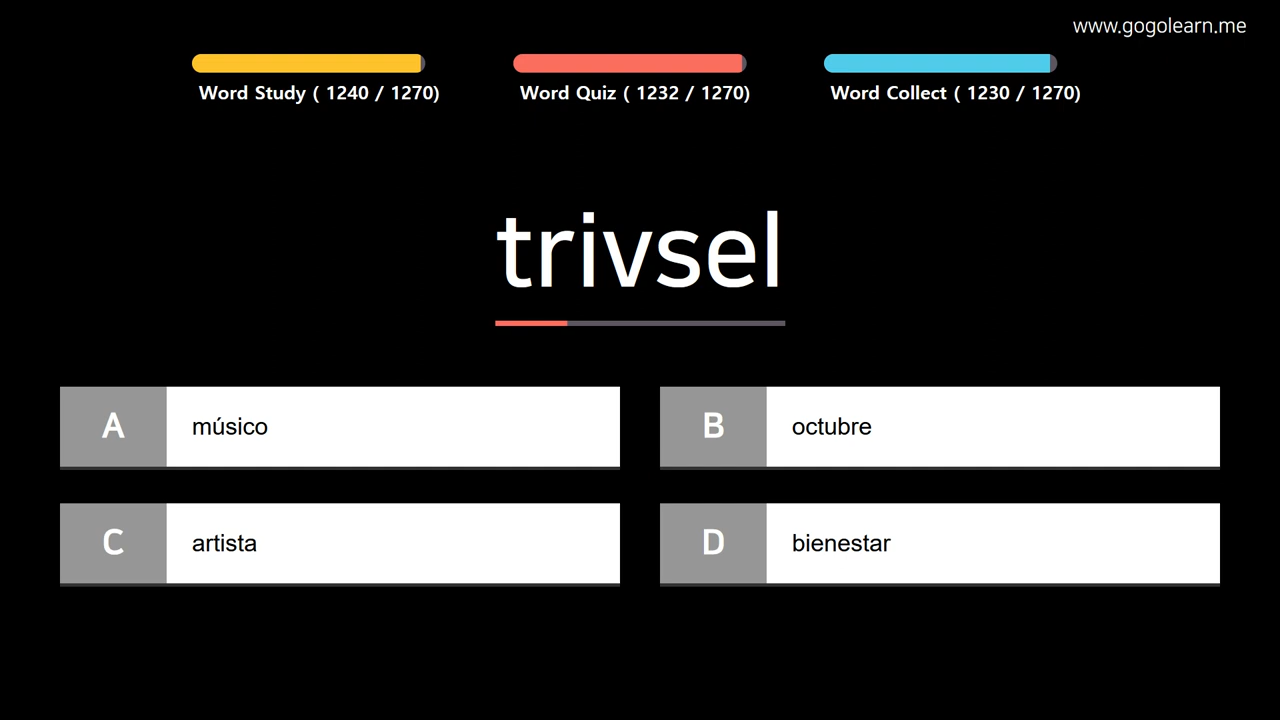 www.gogolearn.me
Word Study ( 1240 / 1270)
Word Quiz ( 1232 / 1270)
Word Collect ( 1230 / 1270)
trivsel
A músico
B octubre
C artista
D bienestar